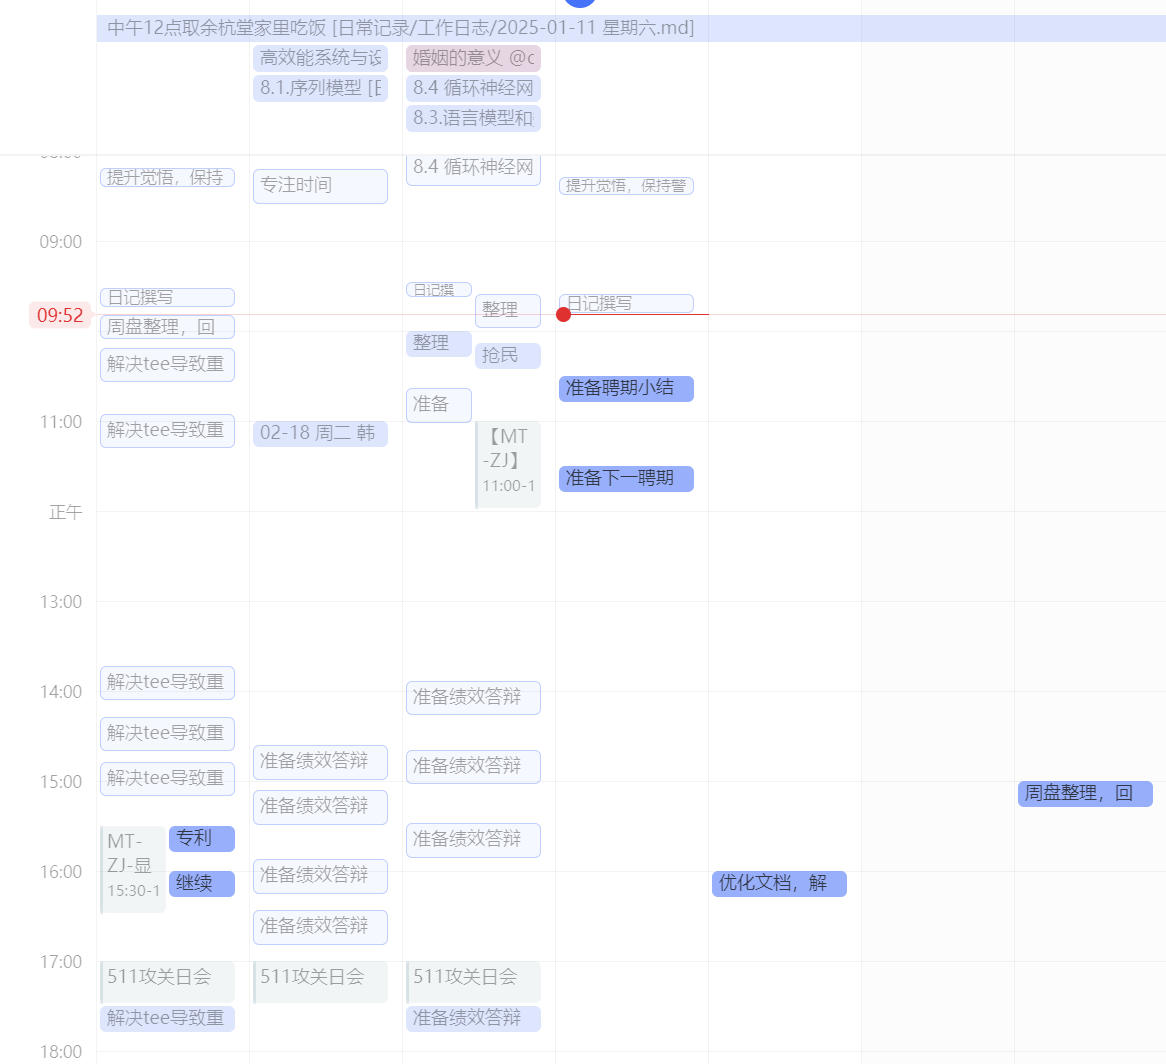 中午12点取余杭堂家里吃饭 [日常记录/工作日志/2025-01-11 星期六.md]
高效能系统与设
婚姻的意义 @c
8.1.序列模型 [日
8.4 循环神经网
8.3.语言模型和
提升觉悟，保持
专注时间
8.4 循环神经网
提升觉悟，保持警
09:00
日记撰写
日记撰
整理
日记撰写
09:52
周盘整理，回
整理
抢民
解决tee导致重
准备聘期小结
准备
11:00
解决tee导致重
02-18 周二 韩
【MT
-ZJ】
11:00-1
准备下一聘期
正午
13:00
14:00
解决tee导致重
准备绩效答辩
解决tee导致重
准备绩效答辩
准备绩效答辩
15:00
解决tee导致重
准备绩效答辩
周盘整理，回
MT-
ZJ-显
15:30-1
专利
准备绩效答辩
16:00
继续
准备绩效答辩
优化文档，解
准备绩效答辩
17:00
511攻关日会
511攻关日会
511攻关日会
解决tee导致重
准备绩效答辩
18:00